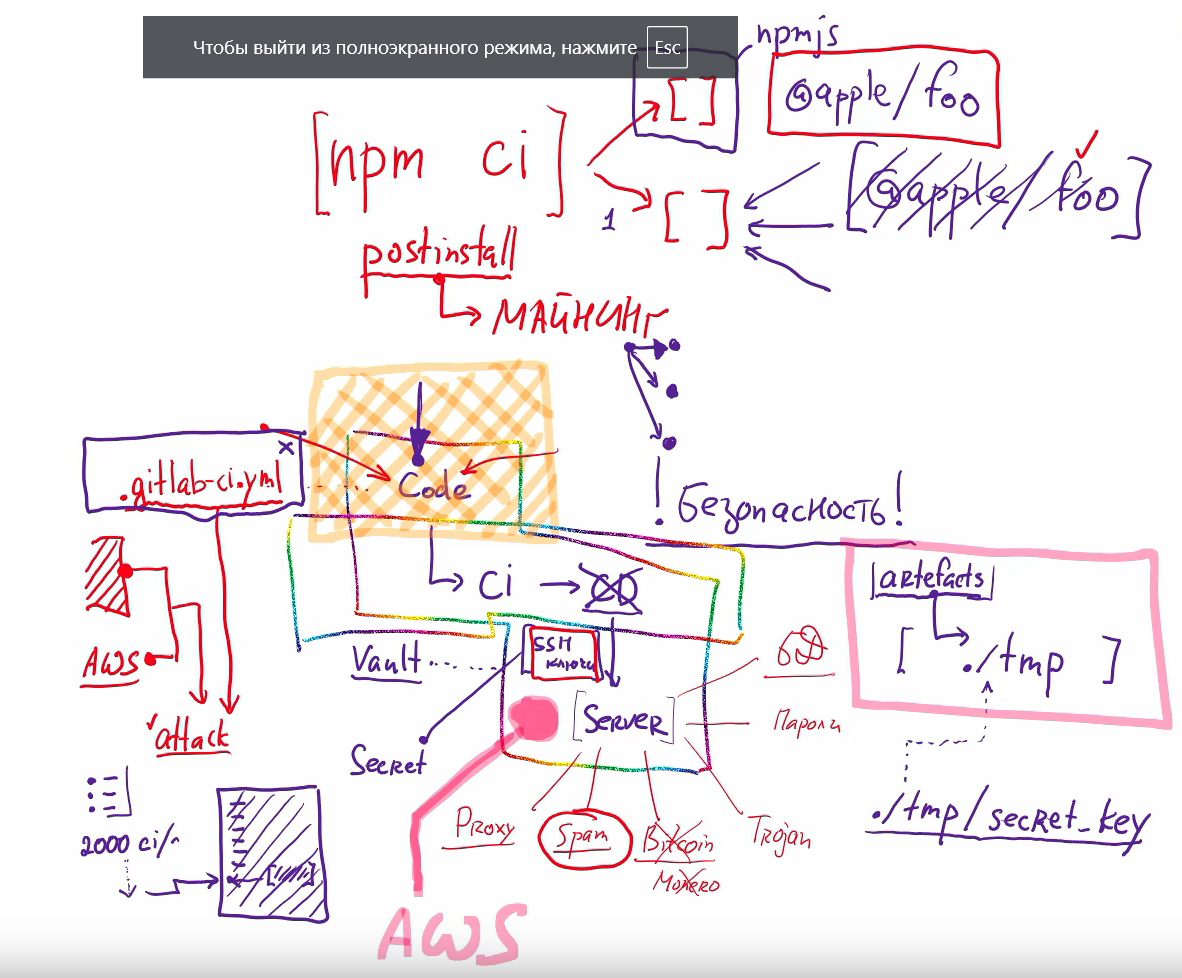 Чтобы выйти из полноэкранного режима, нажмите Esc
npmjs
[ ]
@apple/foo
[npm ci]
[@apple/foo]
1
[ ]
postinstall
МАЙНИНГ
x
.gitlab-ci.yml
Code
! Безопасность!
Ci
CD
artefacts
[ ./tmp ]
AWS
Vault
SSH
ключи
БД
[Server]
Пароли
attack
Secret
2000 ci/
Proxy
Spam
Bitcoin
Monero
Trojan
./tmp/secret_key
AWS